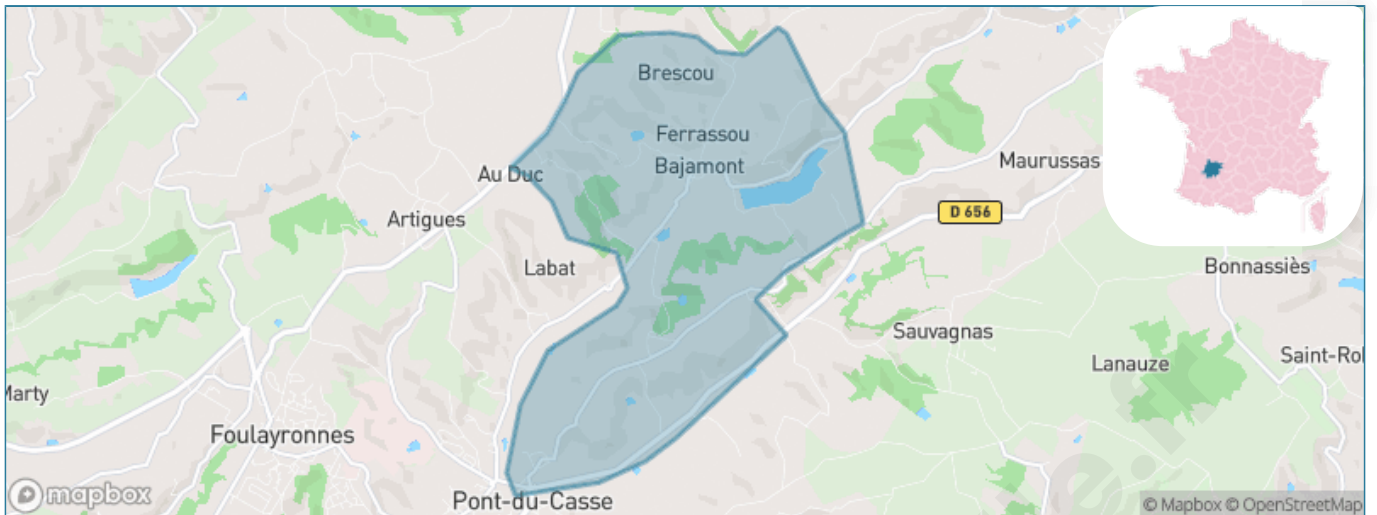 Brescou
Ferrassou
Bajamont
Maurussas
Au Duc
D 656
Artigues
Labat
Bonnassiès
Sauvagnas
Lanauze
Saint-Ro
Marty
Foulayronnes
Pont-du-Casse
mapbox
© Mapbox © OpenStreetMap